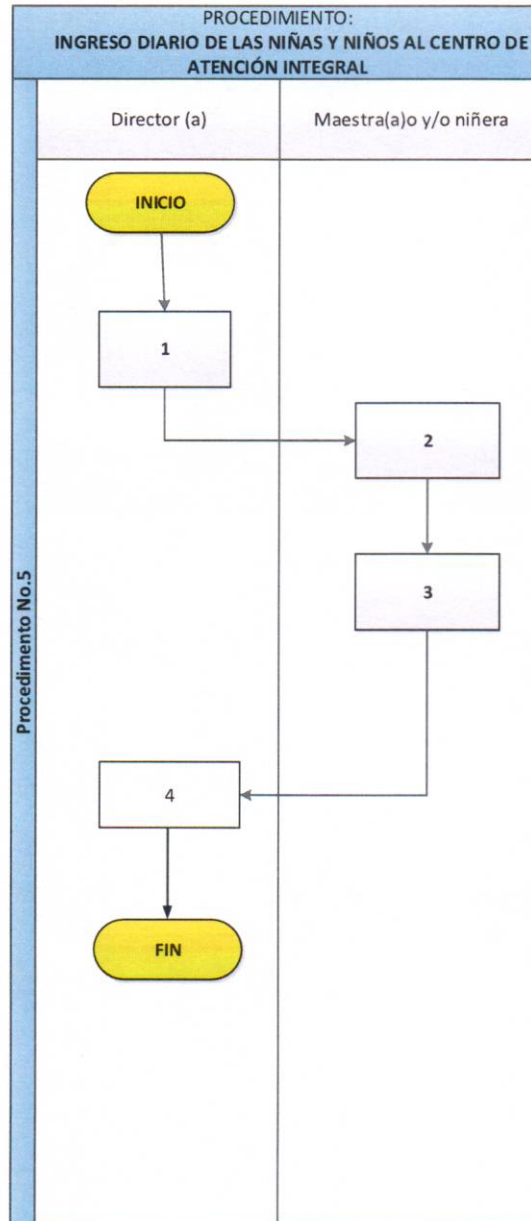 PROCEDIMIENTO:
INGRESO DIARIO DE LAS NIÑAS Y NIÑOS AL CENTRO DE
ATENCIÓN INTEGRAL
Director (a)
Maestra(a)o y/o niñera
Procedimento No.5
INICIO
1
2
3
4
FIN